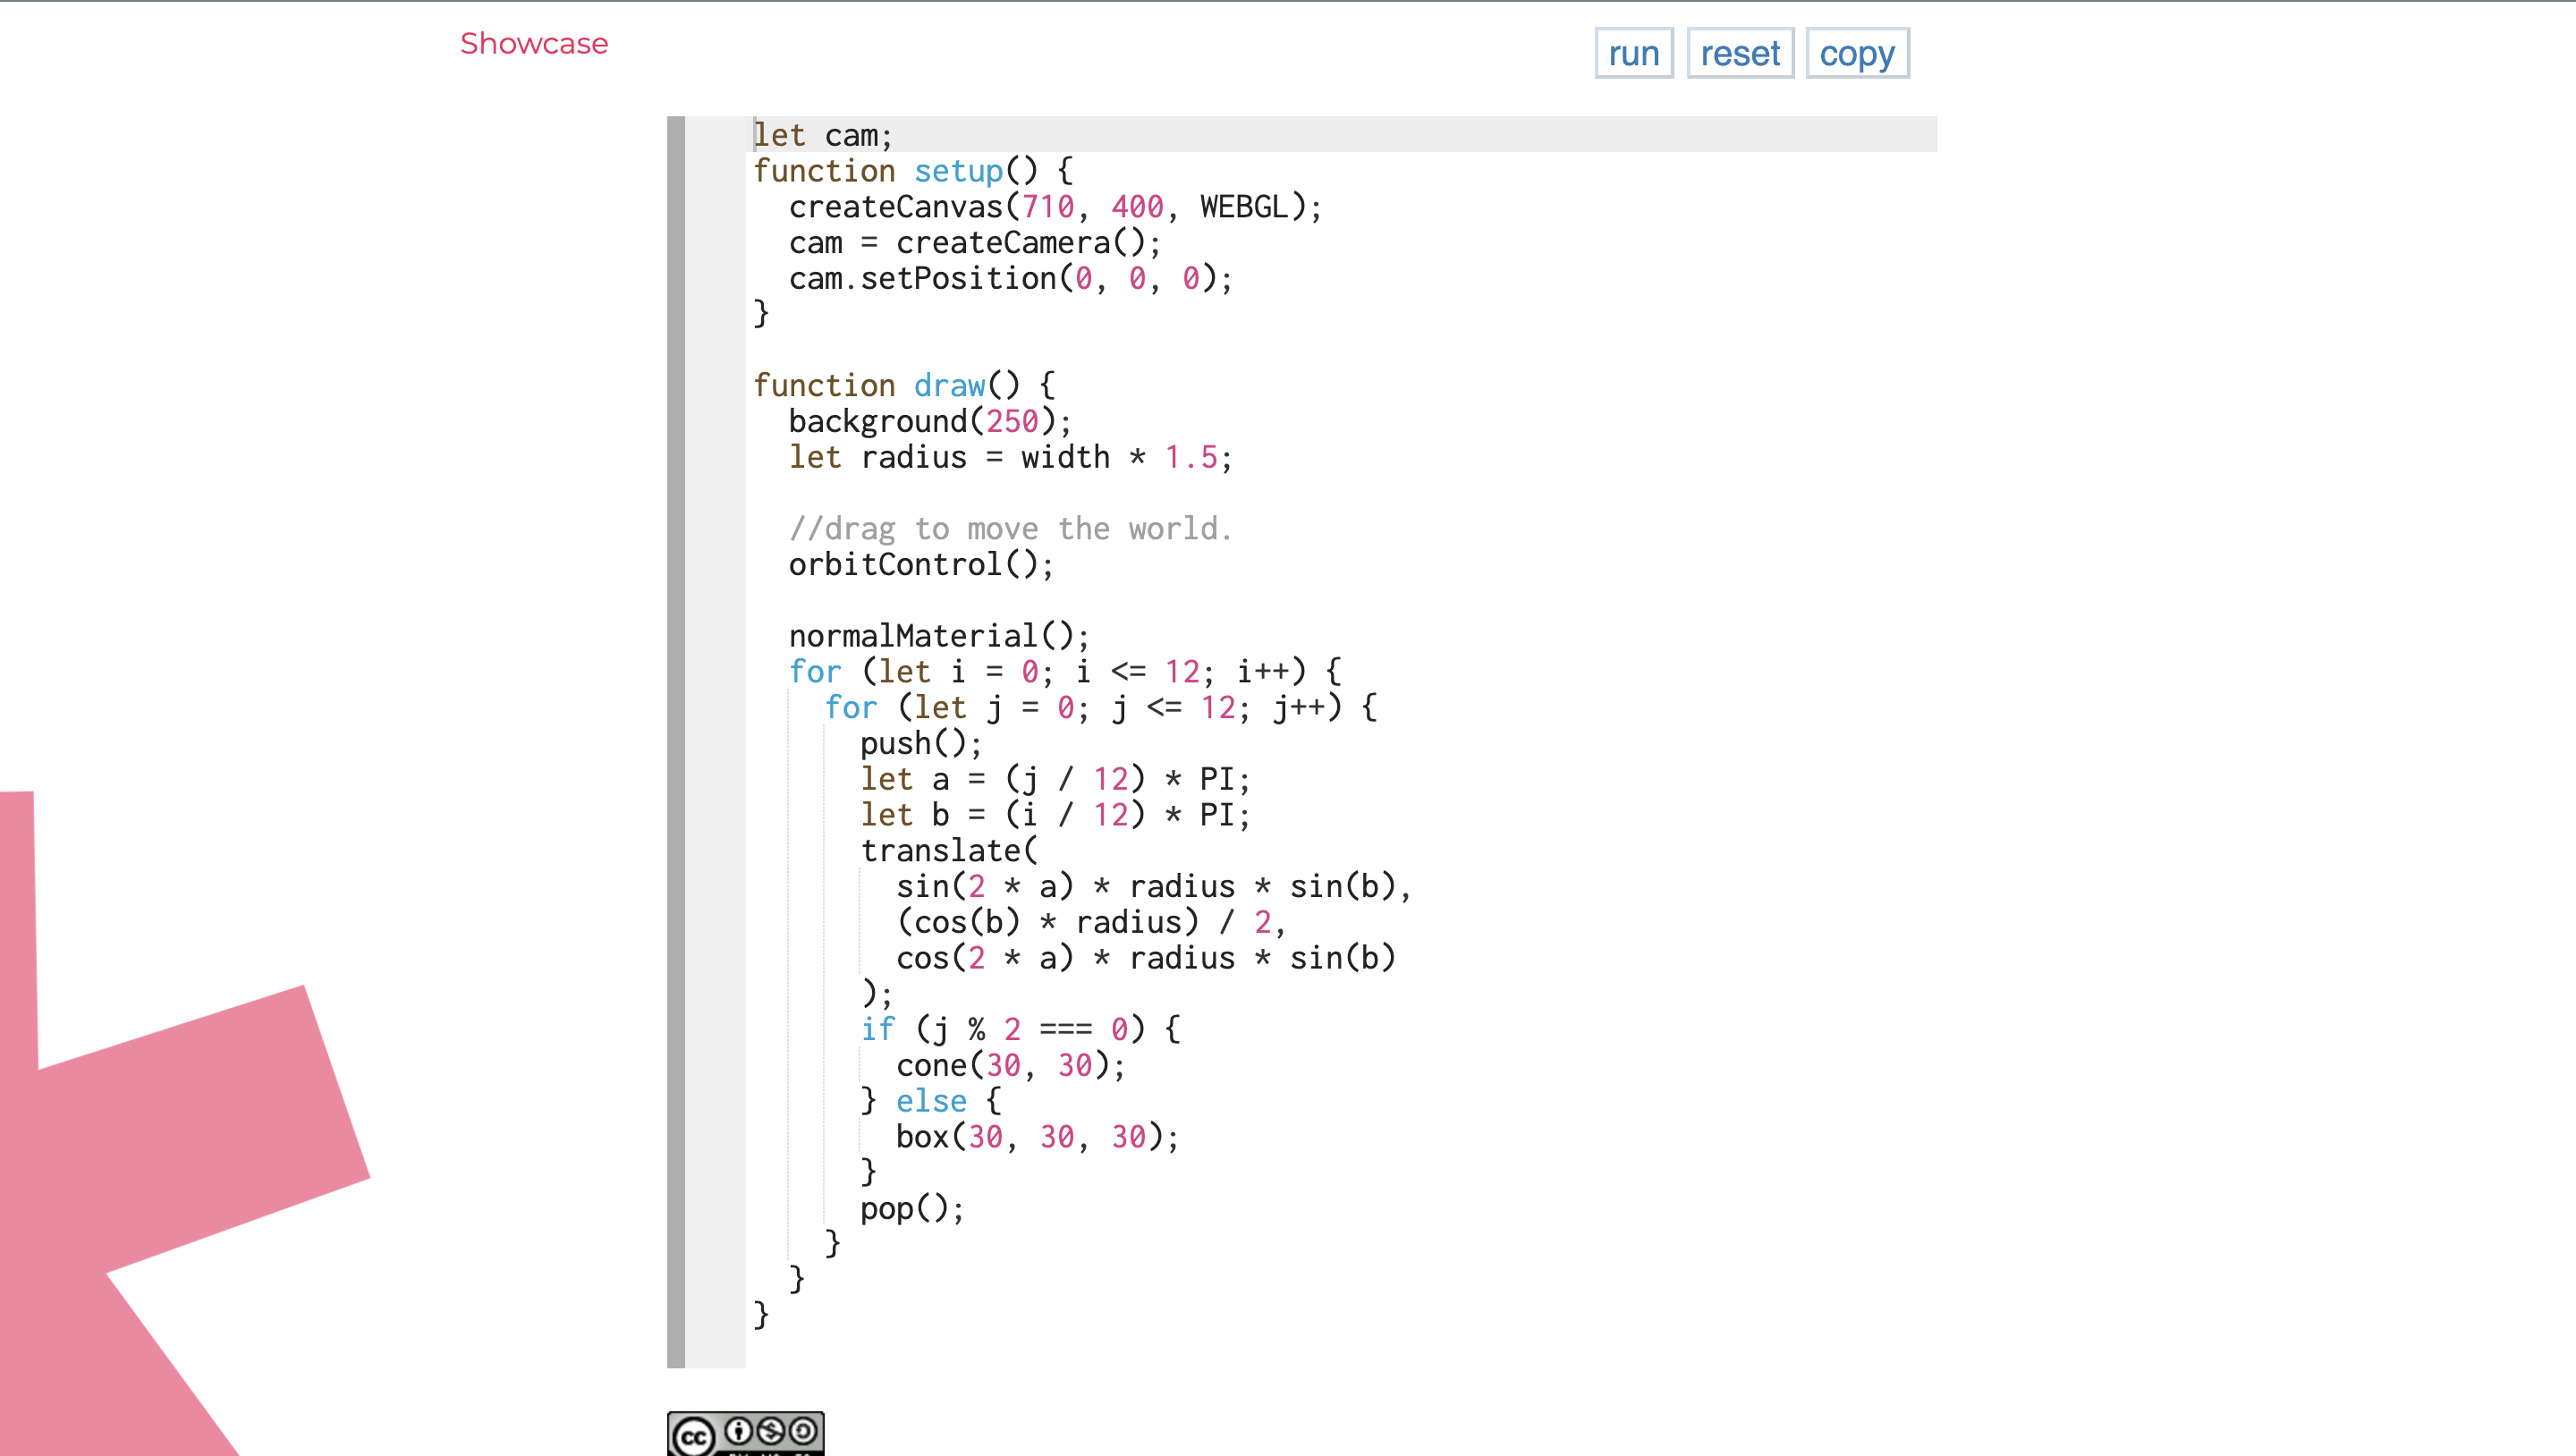 Showcase
run reset copy
let cam;
function setup() {
  createCanvas(710, 400, WEBGL);
  cam = createCamera();
  cam.setPosition(0, 0, 0);
}

function draw() {
  background(250);
  let radius = width * 1.5;

  //drag to move the world.
  orbitControl();

  normalMaterial();
  for (let i = 0; i <= 12; i++) {
    for (let j = 0; j <= 12; j++) {
      push();
      let a = (j / 12) * PI;
      let b = (i / 12) * PI;
      translate(
        sin(2 * a) * radius * sin(b),
        (cos(b) * radius) / 2,
        cos(2 * a) * radius * sin(b)
      );
      if (j % 2 === 0) {
        cone(30, 30);
      } else {
        box(30, 30, 30);
      }
      pop();
    }
  }
}
cc